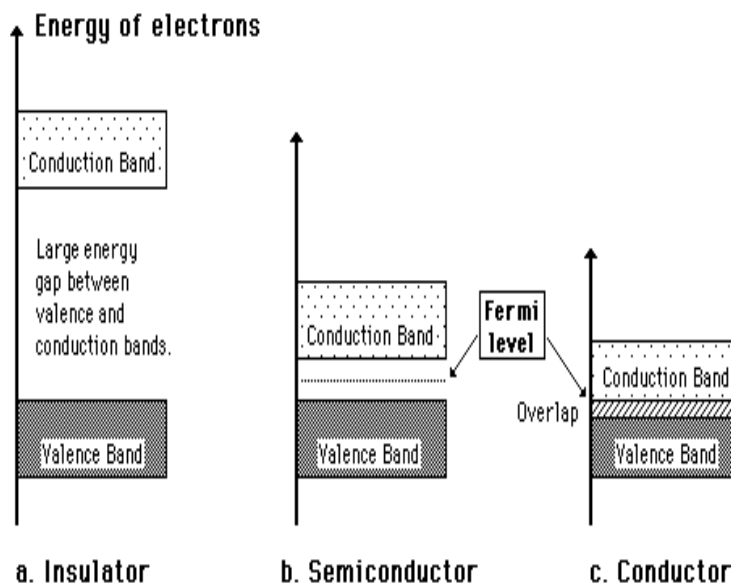 Energy of electrons
Conduction Band
Large energy
gap between
valence and
conduction bands.
Valence Band
a. Insulator
Conduction Band
Valence Band
b. Semiconductor
Fermi
level
Conduction Band
Overlap
Valence Band
c. Conductor